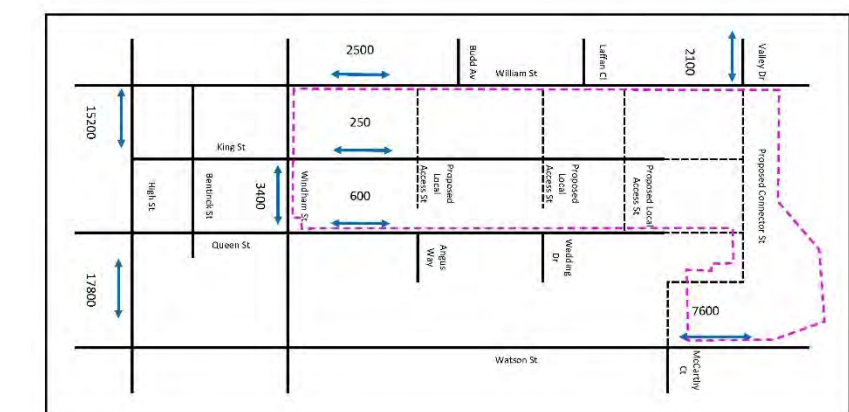 2500
Budd Av
William St
Laffan Cl
2100
Valley Dr
15200
250
King St
High St
Bentinck St
3400
Windham St
600
Proposed
Local
Access St
Proposed
Local
Access St
Proposed Local
Access St
Proposed Connector St
Queen St
Angus
Way
Wedding
Dr
17800
7600
Watson St
McCarthy
Ct